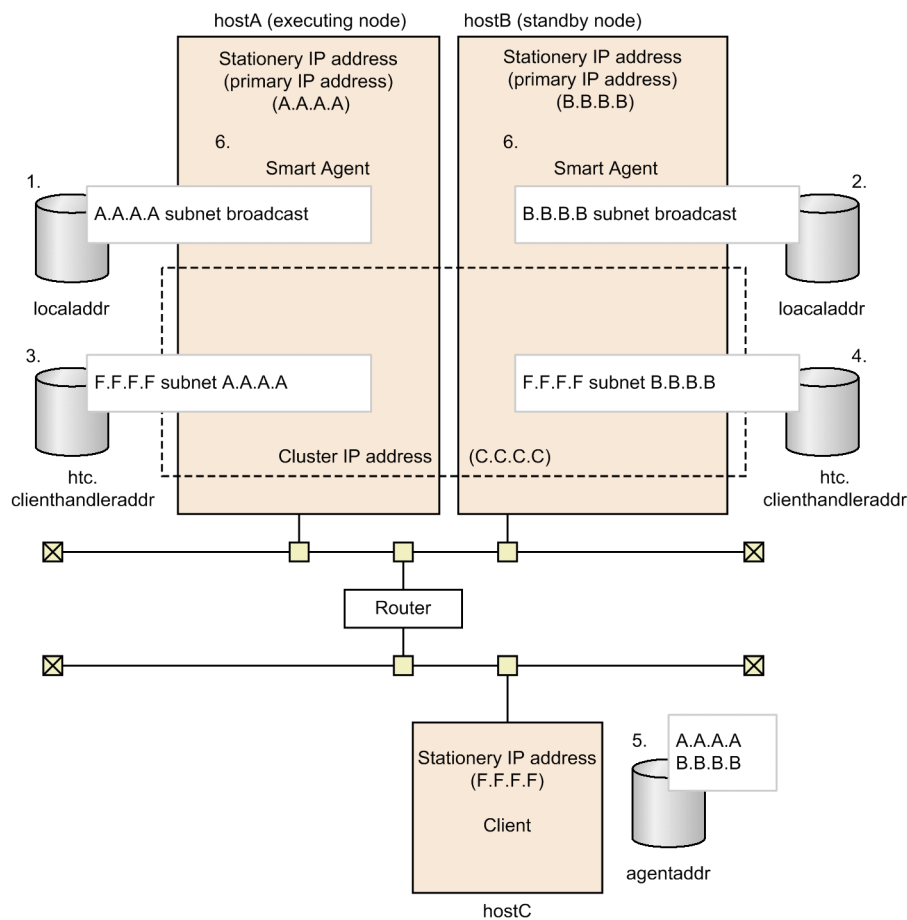 hostA (executing node)
hostB (standby node)
Stationery IP address
(primary IP address)
(A.A.A.A)
Stationery IP address
(primary IP address)
(B.B.B.B)
6.
Smart Agent
6.
Smart Agent
1.
A.A.A.A subnet broadcast
localaddr
2.
B.B.B.B subnet broadcast
loacaladdr
3.
F.F.F.F subnet A.A.A.A
htc.
clienthandleraddr
4.
F.F.F.F subnet B.B.B.B
htc.
clienthandleraddr
Cluster IP address (C.C.C.C)
Router
Stationery IP address
(F.F.F.F)
Client
hostC
5.
A.A.A.A
B.B.B.B
agentaddr